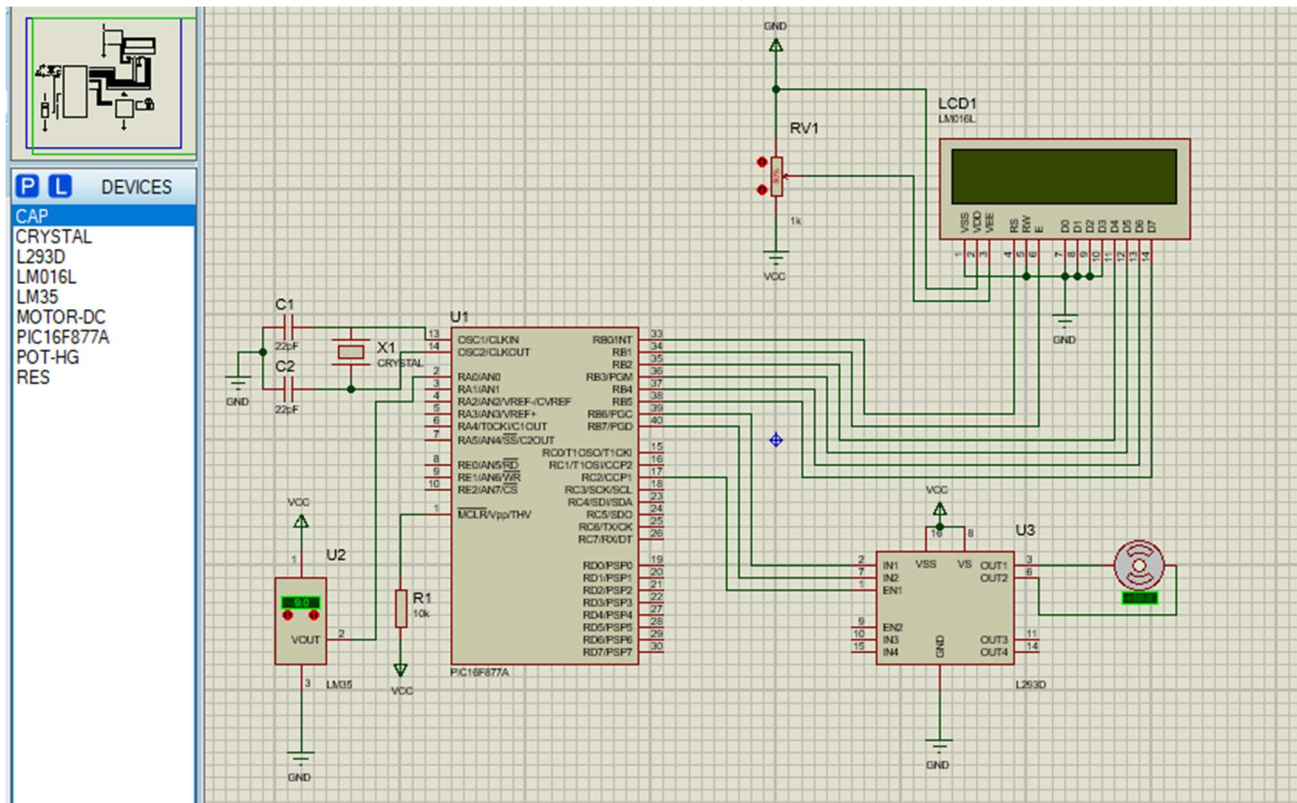 P L DEVICES
CAP
CRYSTAL
L293D
LM016L
LM35
MOTOR-DC
PIC16F877A
POT-HG
RES
GND
RV1
1k
VCC
LCD1
LM016L
VSS
VDD
VEE
RS
RW
E
D0
D1
D2
D3
D4
D5
D6
D7
1
2
3
4
5
6
7
8
9
10
11
12
13
14
GND
C1
22pF
X1
CRYSTAL
C2
22pF
GND
U1
13 OSC1/CLKIN
14 OSC2/CLKOUT
2 RA0/AN0
3 RA1/AN1
4 RA2/AN2/VREF-/CVREF
5 RA3/AN3/VREF+
6 RA4/T0CKI/C1OUT
7 RA5/AN4/SS/C2OUT
8 RE0/AN5/RD
9 RE1/AN6/WR
10 RE2/AN7/CS
1 MCLR/Vpp/THV
RB0/INT 33
RB1 34
RB2 35
RB3/PGM 36
RB4 37
RB5 38
RB6/PGC 39
RB7/PGD 40
RC0/T1OSO/T1CKI 15
RC1/T1OSI/CCP2 16
RC2/CCP1 17
RC3/SCK/SCL 18
RC4/SDI/SDA 23
RC5/SDO 24
RC6/TX/CK 25
RC7/RX/DT 26
RD0/PSP0 19
RD1/PSP1 20
RD2/PSP2 21
RD3/PSP3 22
RD4/PSP4 27
RD5/PSP5 28
RD6/PSP6 29
RD7/PSP7 30
PIC16F877A
VCC
1
U2
VOUT 2
3 LM35
GND
R1
10k
VCC
VCC
U3
16 8
VSS VS
2 IN1
7 IN2
1 EN1
9 EN2
10 IN3
15 IN4
OUT1 3
OUT2 6
OUT3 11
OUT4 14
GND
L293D
GND